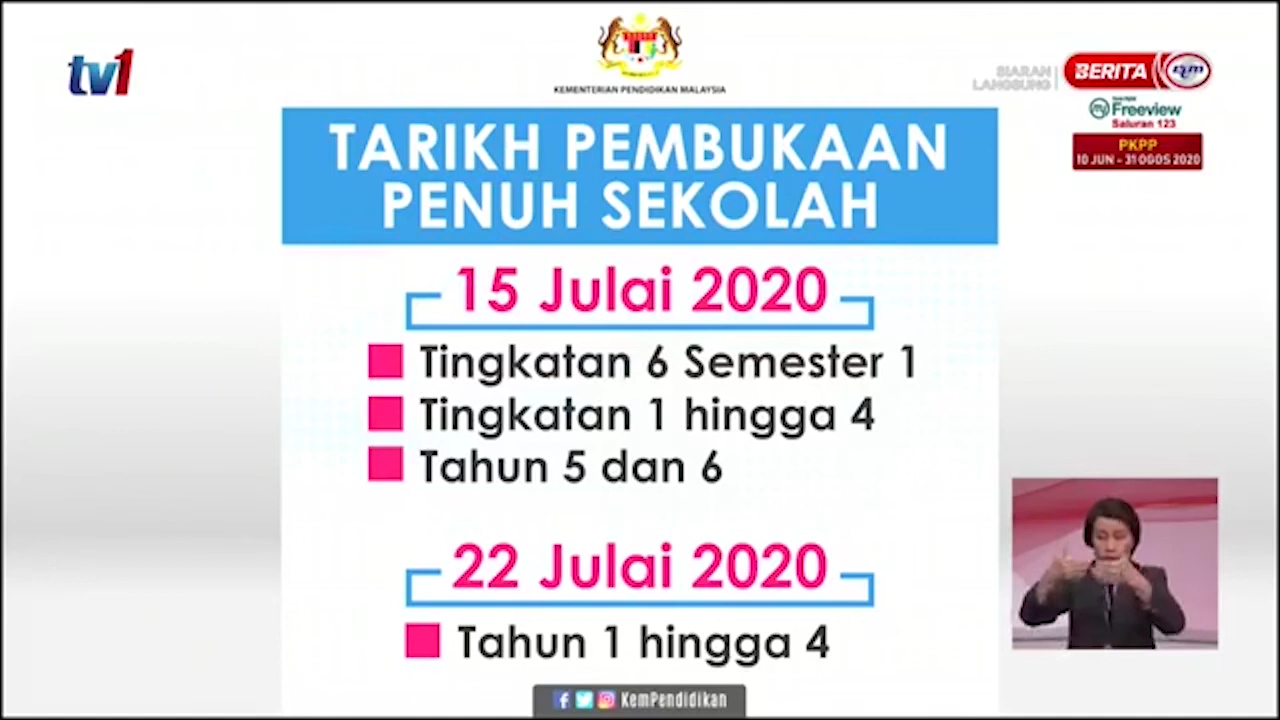 tv1
KEMENTERIAN PENDIDIKAN MALAYSIA
SIARAN
LANGSUNG
BERITA rtm
myFreeview
Saluran 123
PKPP
10 JUN - 31 OGOS 2020
TARIKH PEMBUKAAN
PENUH SEKOLAH
15 Julai 2020
Tingkatan 6 Semester 1
Tingkatan 1 hingga 4
Tahun 5 dan 6
22 Julai 2020
Tahun 1 hingga 4
KemPendidikan